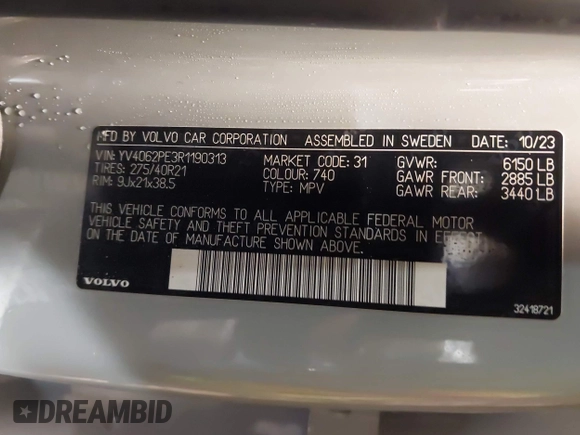 MFD BY VOLVO CAR CORPORATION ASSEMBLED IN SWEDEN DATE: 10/23
VIN: YV4062PE3R1190313 MARKET CODE: 31 GVWR: 6150 LB
TIRES: 275/40R21 COLOUR: 740 GAWR FRONT: 2885 LB
RIM: 9Jx21x38.5 TYPE: MPV GAWR REAR: 3440 LB
THIS VEHICLE CONFORMS TO ALL APPLICABLE FEDERAL MOTOR
VEHICLE SAFETY AND THEFT PREVENTION STANDARDS IN EFFECT
ON THE DATE OF MANUFACTURE SHOWN ABOVE.
VOLVO
32418721
DREAMBID